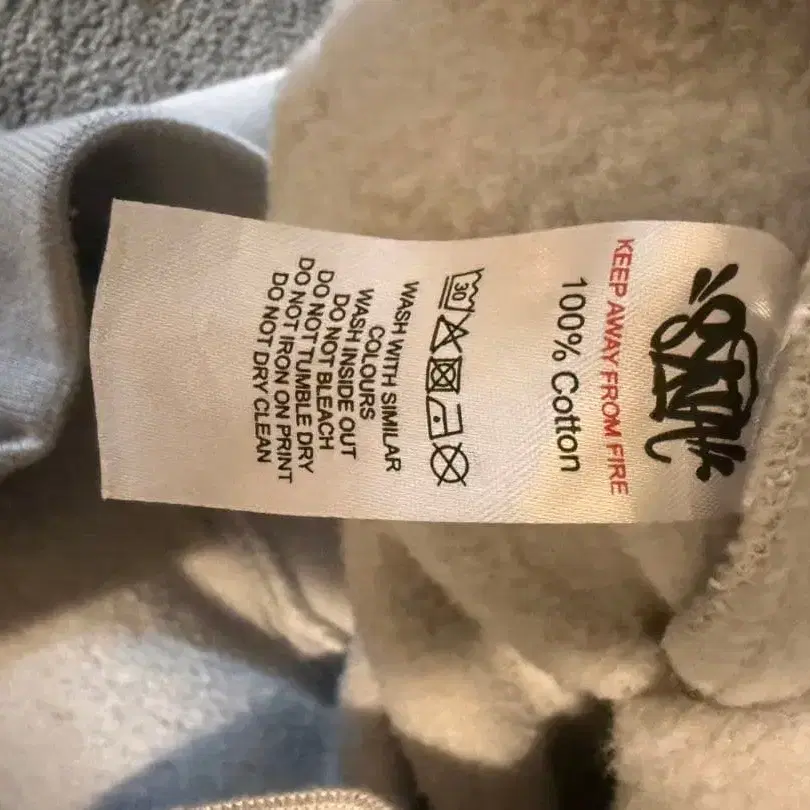 KEEP AWAY FROM FIRE
100% Cotton
30
WASH WITH SIMILAR
COLOURS
WASH INSIDE OUT
DO NOT BLEACH
DO NOT TUMBLE DRY
DO NOT IRON ON PRINT
DO NOT DRY CLEAN